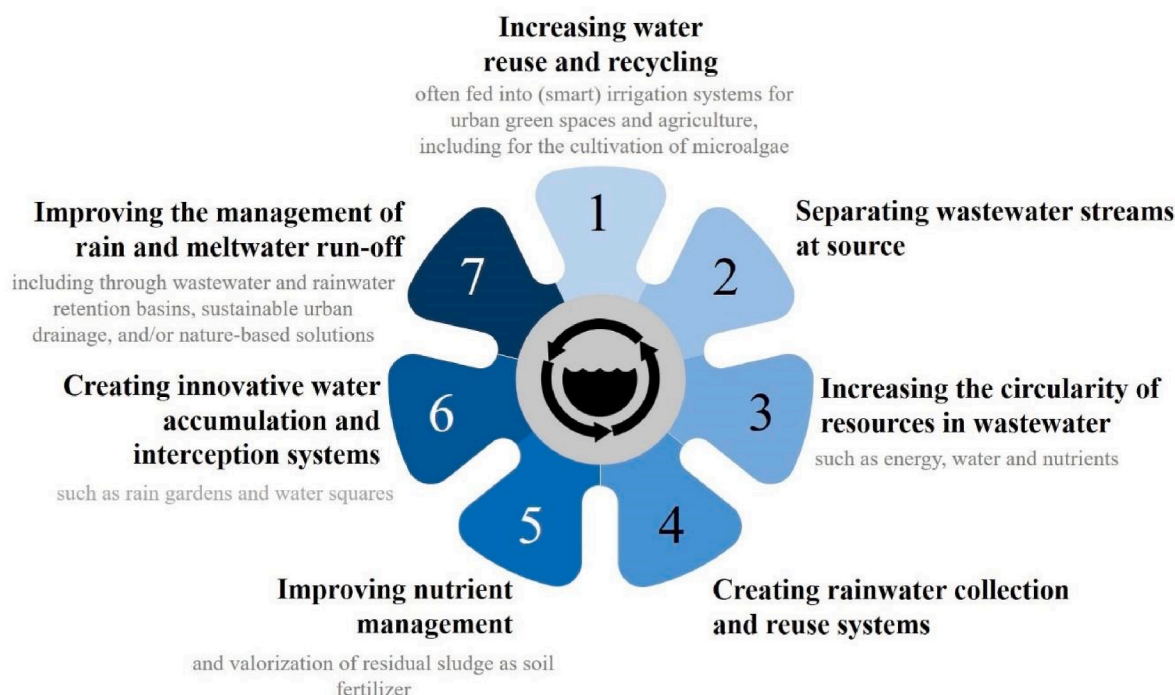 Increasing water
reuse and recycling
often fed into (smart) irrigation systems for
urban green spaces and agriculture,
including for the cultivation of microalgae
1
Separating wastewater streams
at source
2
Increasing the circularity of
resources in wastewater
such as energy, water and nutrients
3
Creating rainwater collection
and reuse systems
4
Improving nutrient
management
and valorization of residual sludge as soil
fertilizer
5
Creating innovative water
accumulation and
interception systems
such as rain gardens and water squares
6
Improving the management of
rain and meltwater run-off
including through wastewater and rainwater
retention basins, sustainable urban
drainage, and/or nature-based solutions
7